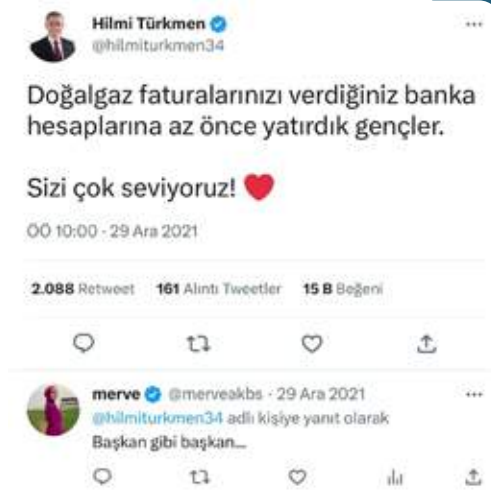 Hilmi Türkmen
@hilmiturkmen34
Doğalgaz faturalarınızı verdiğiniz banka
hesaplarına az önce yatırdık gençler.
Sizi çok seviyoruz! ❤️
ÖÖ 10:00 · 29 Ara 2021
2.088 Retweet 161 Alıntı Tweetler 15 B Beğeni
merve @merveakbs · 29 Ara 2021
@hilmiturkmen34 adlı kişiye yanıt olarak
Başkan gibi başkan...